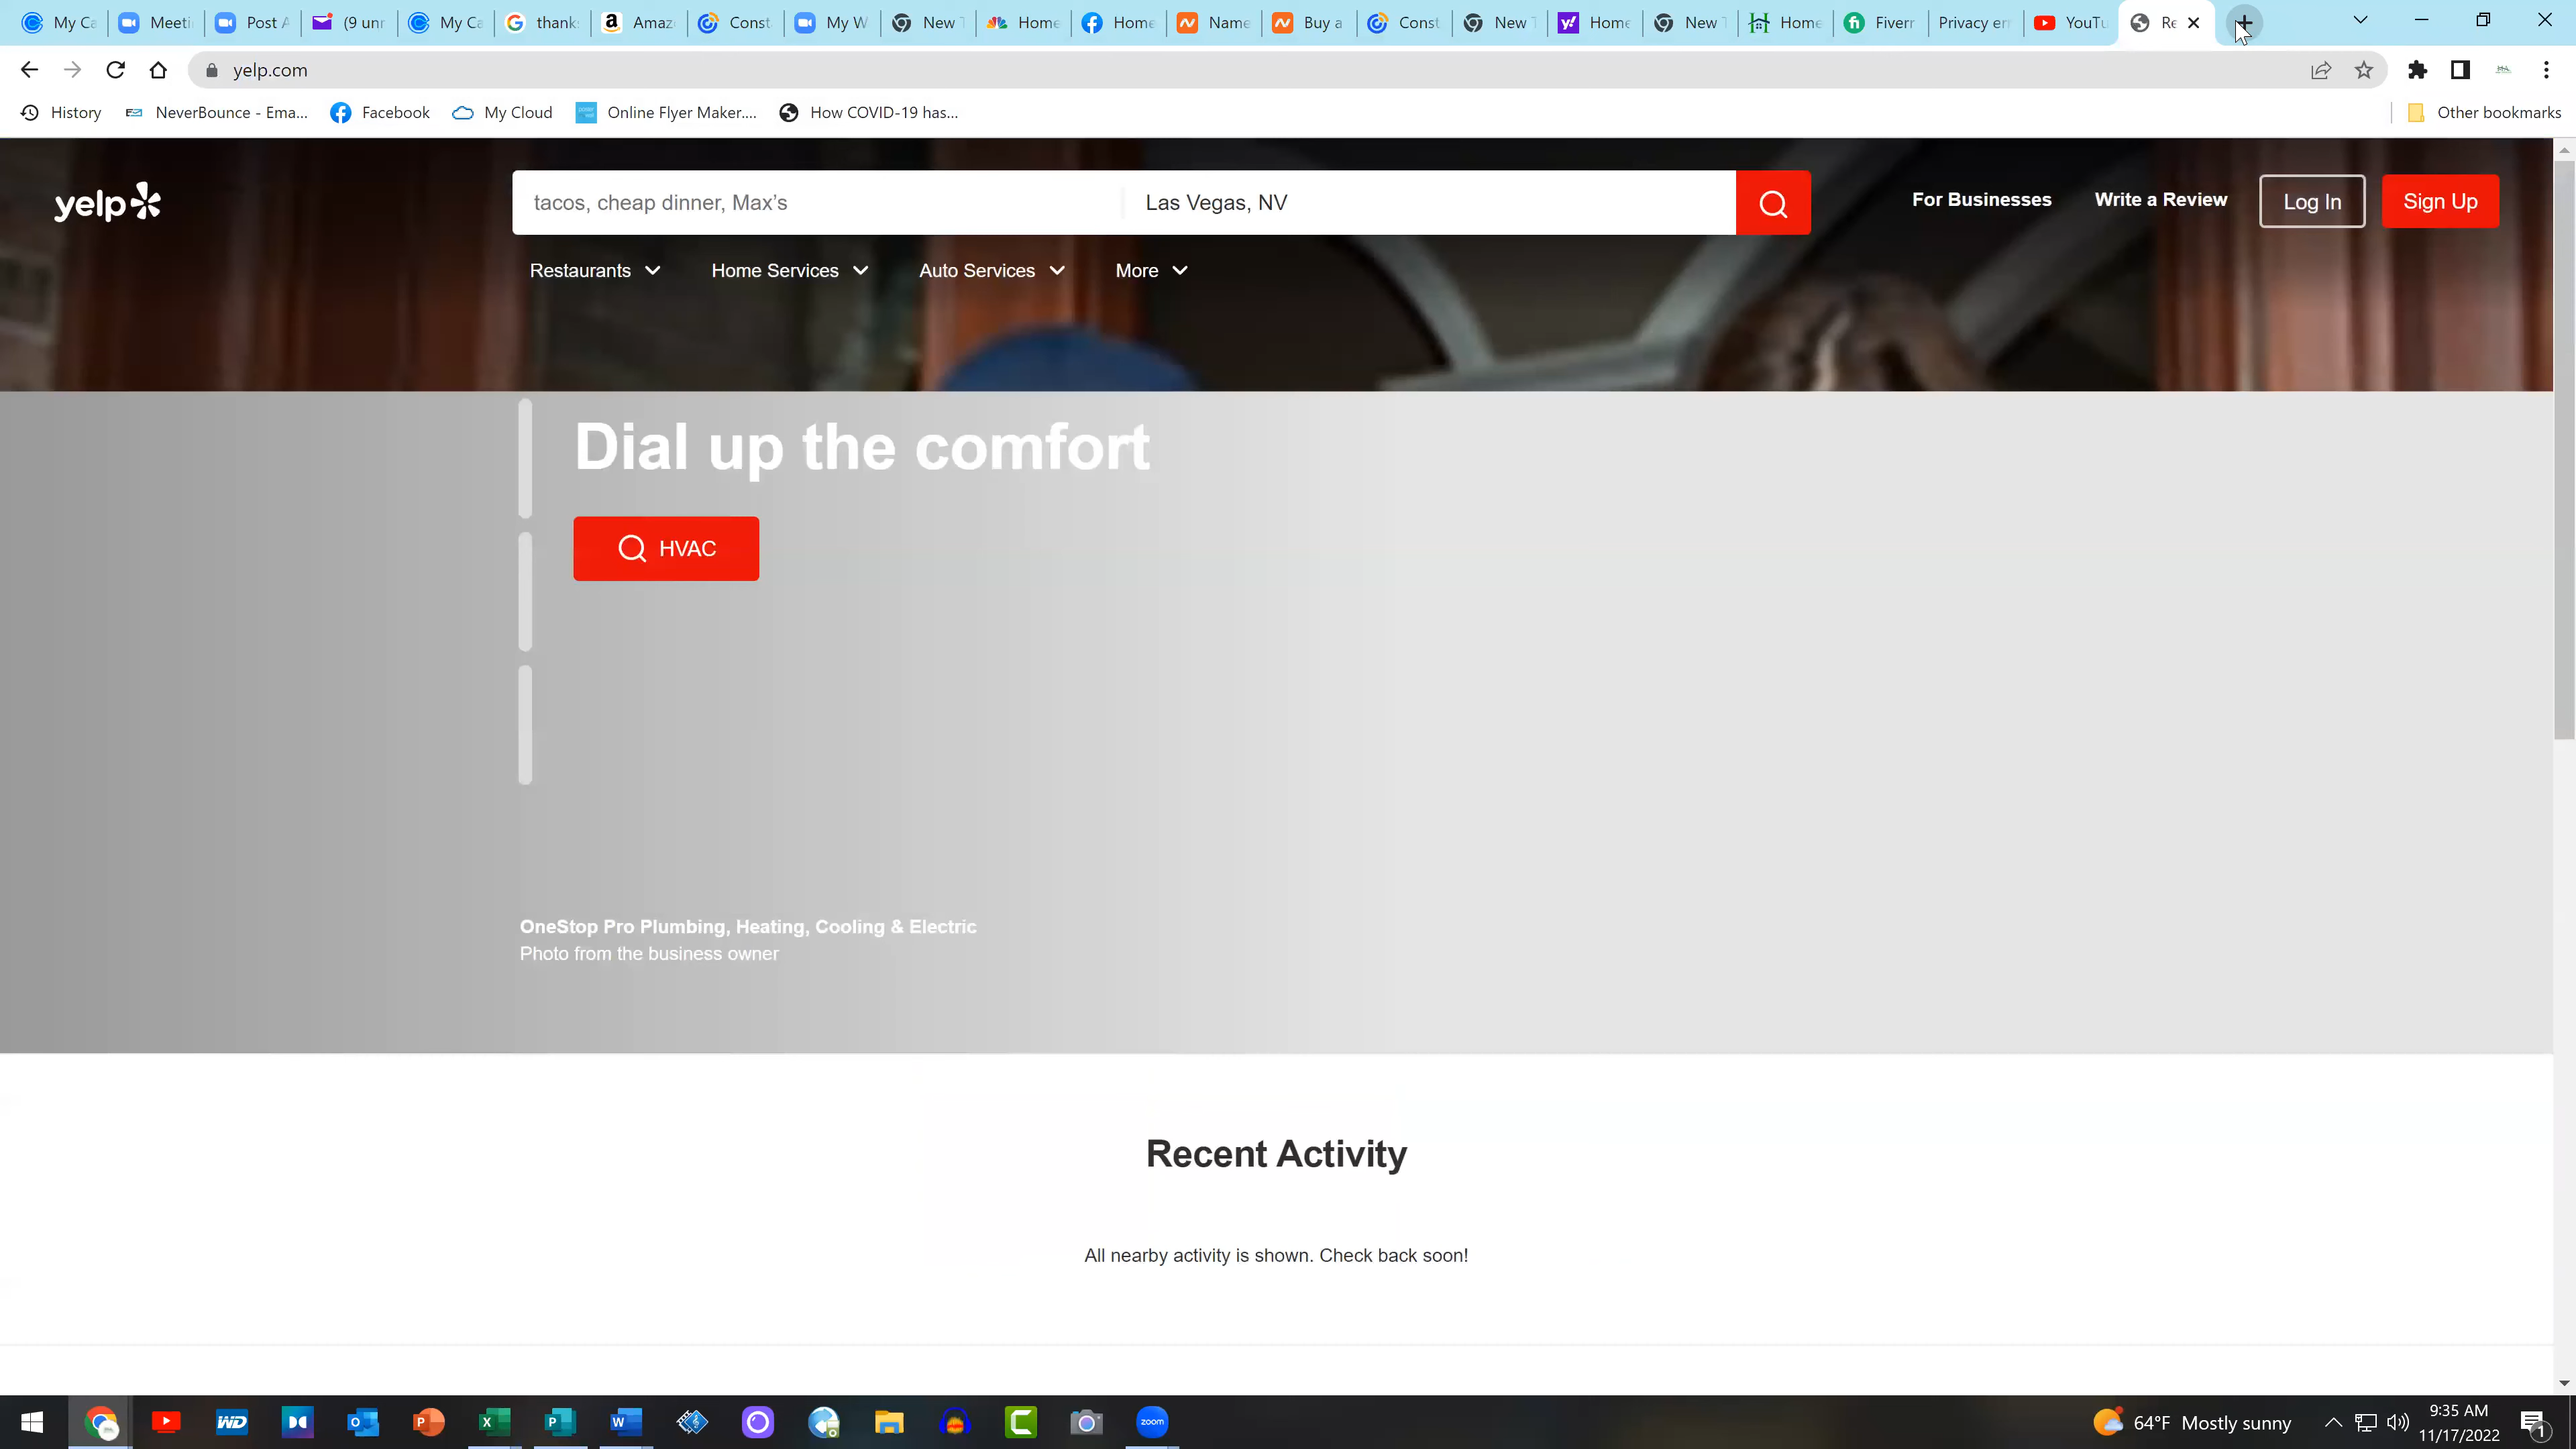 My Ca
Meeti
Post A
(9 unr
My Ca
thank
Amaz
Const
My W
New T
Home
Home
Name
Buy a
Const
New T
Home
New T
Home
Fiverr
Privacy err
YouTu
Re
yelp.com
History
NeverBounce - Ema...
Facebook
My Cloud
Online Flyer Maker....
How COVID-19 has...
Other bookmarks
yelp
tacos, cheap dinner, Max's
Las Vegas, NV
For Businesses
Write a Review
Log In
Sign Up
Restaurants
Home Services
Auto Services
More
Dial up the comfort
HVAC
OneStop Pro Plumbing, Heating, Cooling & Electric
Photo from the business owner
Recent Activity
All nearby activity is shown. Check back soon!
WD
zoom
64°F Mostly sunny
9:35 AM
11/17/2022
1